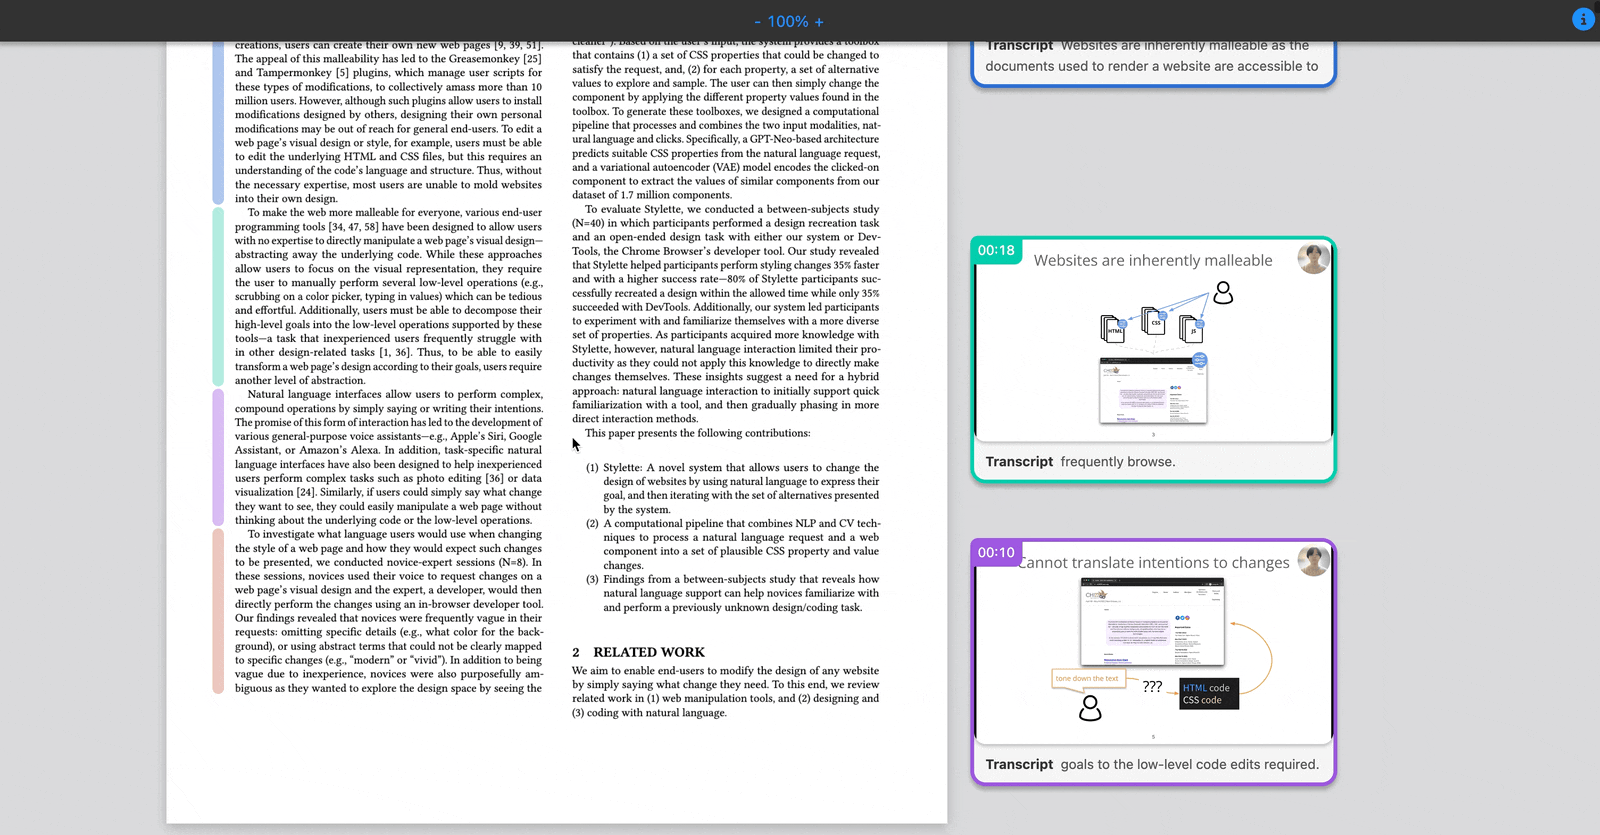 - 100% +
i
creations, users can create their own new web pages [9, 39, 51].
The appeal of this malleability has led to the Greasemonkey [25]
and Tampermonkey [5] plugins, which manage user scripts for
these types of modifications, to collectively amass more than 10
million users. However, although such plugins allow users to install
modifications designed by others, designing their own personal
modifications may be out of reach for general end-users. To edit a
web page's visual design or style, for example, users must be able
to edit the underlying HTML and CSS files, but this requires an
understanding of the code's language and structure. Thus, without
the necessary expertise, most users are unable to mold websites
into their own design.
To make the web more malleable for everyone, various end-user
programming tools [34, 47, 58] have been designed to allow users
with no expertise to directly manipulate a web page's visual design—
abstracting away the underlying code. While these approaches
allow users to focus on the visual representation, they require
the user to manually perform several low-level operations (e.g.,
scrubbing on a color picker, typing in values) which can be tedious
and effortful. Additionally, users must be able to decompose their
high-level goals into the low-level operations supported by these
tools—a task that inexperienced users frequently struggle with
in other design-related tasks [1, 36]. Thus, to be able to easily
transform a web page's design according to their goals, users require
another level of abstraction.
Natural language interfaces allow users to perform complex,
compound operations by simply saying or writing their intentions.
The promise of this form of interaction has led to the development of
various general-purpose voice assistants—e.g., Apple's Siri, Google
Assistant, or Amazon's Alexa. In addition, task-specific natural
language interfaces have also been designed to help inexperienced
users perform complex tasks such as photo editing [36] or data
visualization [24]. Similarly, if users could simply say what change
they want to see, they could easily manipulate a web page without
thinking about the underlying code or the low-level operations.
To investigate what language users would use when changing
the style of a web page and how they would expect such changes
to be presented, we conducted novice-expert sessions (N=8). In
these sessions, novices used their voice to request changes on a
web page's visual design and the expert, a developer, would then
directly perform the changes using an in-browser developer tool.
Our findings revealed that novices were frequently vague in their
requests: omitting specific details (e.g., what color for the back-
ground), or using abstract terms that could not be clearly mapped
to specific changes (e.g., "modern" or "vivid"). In addition to being
vague due to inexperience, novices were also purposefully am-
biguous as they wanted to explore the design space by seeing the
cleaner"). Based on the user's input, the system provides a toolbox
that contains (1) a set of CSS properties that could be changed to
satisfy the request, and, (2) for each property, a set of alternative
values to explore and sample. The user can then simply change the
component by applying the different property values found in the
toolbox. To generate these toolboxes, we designed a computational
pipeline that processes and combines the two input modalities, nat-
ural language and clicks. Specifically, a GPT-Neo-based architecture
predicts suitable CSS properties from the natural language request,
and a variational autoencoder (VAE) model encodes the clicked-on
component to extract the values of similar components from our
dataset of 1.7 million components.
To evaluate Stylette, we conducted a between-subjects study
(N=40) in which participants performed a design recreation task
and an open-ended design task with either our system or Dev-
Tools, the Chrome Browser's developer tool. Our study revealed
that Stylette helped participants perform styling changes 35% faster
and with a higher success rate—80% of Stylette participants suc-
cessfully recreated a design within the allowed time while only 35%
succeeded with DevTools. Additionally, our system led participants
to experiment with and familiarize themselves with a more diverse
set of properties. As participants acquired more knowledge with
Stylette, however, natural language interaction limited their pro-
ductivity as they could not apply this knowledge to directly make
changes themselves. These insights suggest a need for a hybrid
approach: natural language interaction to initially support quick
familiarization with a tool, and then gradually phasing in more
direct interaction methods.
This paper presents the following contributions:
(1) Stylette: A novel system that allows users to change the
design of websites by using natural language to express their
goal, and then iterating with the set of alternatives presented
by the system.
(2) A computational pipeline that combines NLP and CV tech-
niques to process a natural language request and a web
component into a set of plausible CSS property and value
changes.
(3) Findings from a between-subjects study that reveals how
natural language support can help novices familiarize with
and perform a previously unknown design/coding task.
2 RELATED WORK
We aim to enable end-users to modify the design of any website
by simply saying what change they need. To this end, we review
related work in (1) web manipulation tools, and (2) designing and
(3) coding with natural language.
Transcript Websites are inherently malleable as the
documents used to render a website are accessible to
00:18
Websites are inherently malleable
HTML
CSS
JS
3
Transcript frequently browse.
00:10
Cannot translate intentions to changes
tone down the text
???
HTML code
CSS code
5
Transcript goals to the low-level code edits required.